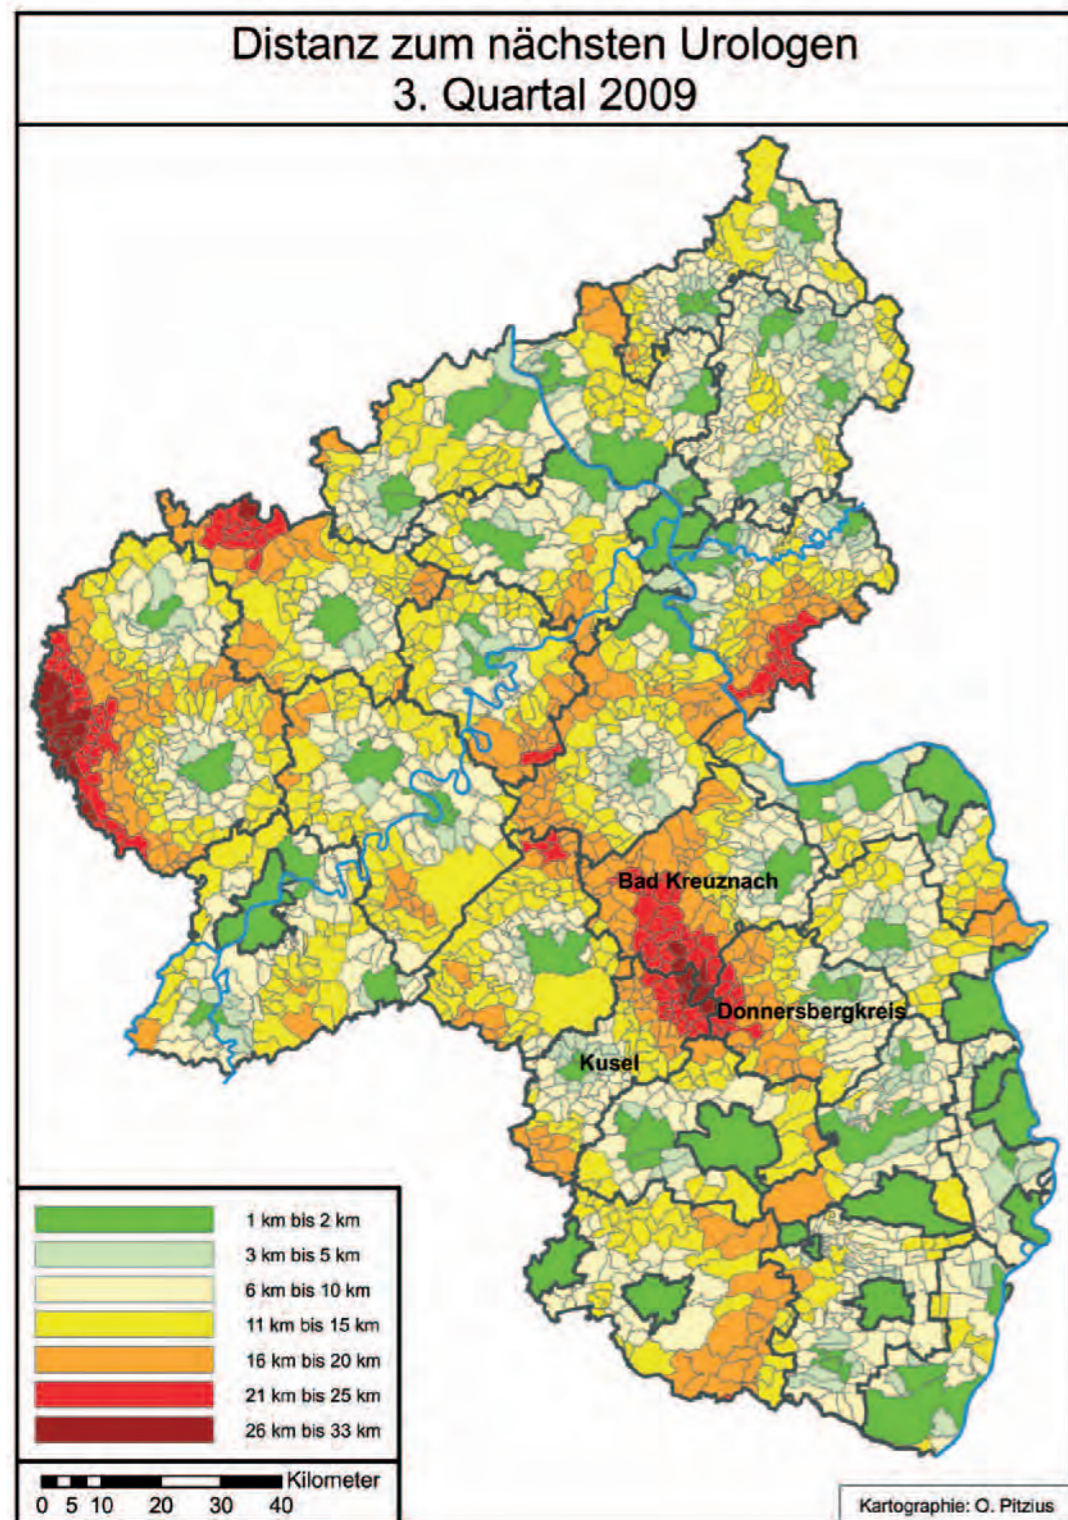 Distanz zum nächsten Urologen
3. Quartal 2009
Bad Kreuznach
Donnersbergkreis
Kusel
1 km bis 2 km
3 km bis 5 km
6 km bis 10 km
11 km bis 15 km
16 km bis 20 km
21 km bis 25 km
26 km bis 33 km
Kilometer
0 5 10 20 30 40
Kartographie: O. Pitzius